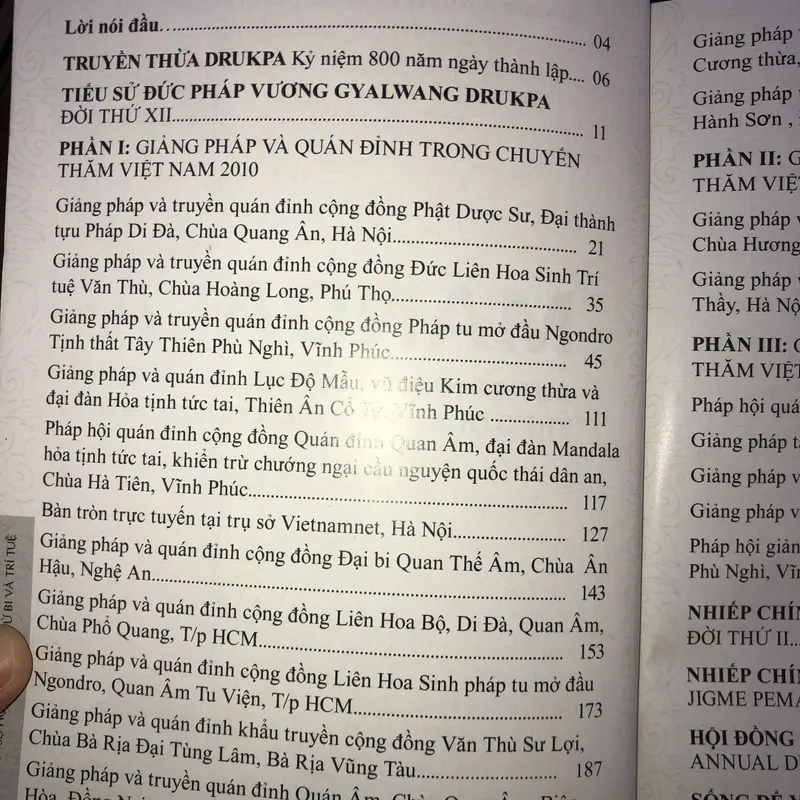 Lời nói đầu........................................................... 04
TRUYỀN THỪA DRUKPA Kỷ niệm 800 năm ngày thành lập.... 06
TIỂU SỬ ĐỨC PHÁP VƯƠNG GYALWANG DRUKPA
ĐỜI THỨ XII........................................................... 11
PHẦN I: GIẢNG PHÁP VÀ QUÁN ĐỈNH TRONG CHUYẾN
THĂM VIỆT NAM 2010
Giảng pháp và truyền quán đỉnh cộng đồng Phật Dược Sư, Đại thành
tựu Pháp Di Đà, Chùa Quang Ân, Hà Nội.......................... 21
Giảng pháp và truyền quán đỉnh cộng đồng Đức Liên Hoa Sinh Trí
tuệ Văn Thù, Chùa Hoàng Long, Phú Thọ.......................... 35
Giảng pháp và truyền quán đỉnh cộng đồng Pháp tu mở đầu Ngondro
Tịnh thất Tây Thiên Phù Nghì, Vĩnh Phúc.......................... 45
Giảng pháp và quán đỉnh Lục Độ Mẫu, vũ điệu Kim cương thừa và
đại đàn Hỏa tịnh tức tai, Thiên Ân Cổ Tự, Vĩnh Phúc ............ 111
Pháp hội quán đỉnh cộng đồng Quán đỉnh Quan Âm, đại đàn Mandala
hỏa tịnh tức tai, khiển trừ chướng ngại cầu nguyện quốc thái dân an,
Chùa Hà Tiên, Vĩnh Phúc.............................................. 117
Bàn tròn trực tuyến tại trụ sở Vietnamnet, Hà Nội................. 127
Giảng pháp và quán đỉnh cộng đồng Đại bi Quan Thế Âm, Chùa Ân
Hậu, Nghệ An........................................................... 143
Giảng pháp và quán đỉnh cộng đồng Liên Hoa Bộ, Di Đà, Quan Âm,
Chùa Phổ Quang, T/p HCM.............................................. 153
Giảng pháp và quán đỉnh cộng đồng Liên Hoa Sinh pháp tu mở đầu
Ngondro, Quan Âm Tu Viện, T/p HCM................................. 173
Giảng pháp và quán đỉnh khẩu truyền cộng đồng Văn Thù Sư Lợi,
Chùa Bà Rịa Đại Tùng Lâm, Bà Rịa Vũng Tàu....................... 187
Giảng pháp và truyền quán đỉnh Quán Âm,
Hòa, Đồng
TỪ BI VÀ TRÍ TUỆ
Giảng pháp
Cương thừa,
Giảng pháp
Hành Sơn ,
PHẦN II:
THĂM VIỆT
Giảng pháp
Chùa Hương
Giảng pháp
Thầy, Hà Nộ
PHẦN III:
THĂM VIỆT
Pháp hội quá
Giảng pháp
Giảng pháp
Giảng pháp
Pháp hội giản
Phù Nghì, Vĩ
NHIẾP CHÍN
ĐỜI THỨ II..
NHIẾP CHÍN
JIGME PEMA
HỘI ĐỒNG
ANNUAL D